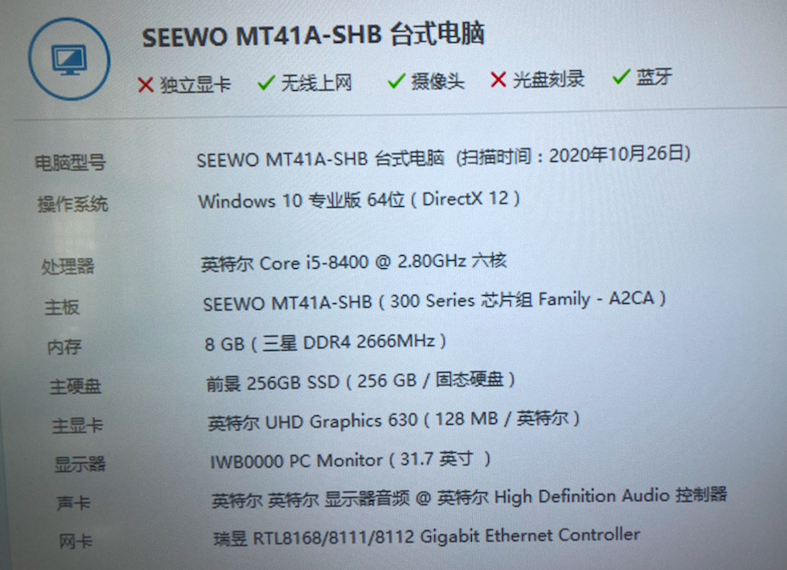 SEEWO MT41A-SHB 台式电脑
独立显卡 无线上网 摄像头 光盘刻录 蓝牙
电脑型号 SEEWO MT41A-SHB 台式电脑 (扫描时间：2020年10月26日)
操作系统 Windows 10 专业版 64位 ( DirectX 12 )
处理器 英特尔 Core i5-8400 @ 2.80GHz 六核
主板 SEEWO MT41A-SHB ( 300 Series 芯片组 Family - A2CA )
内存 8 GB ( 三星 DDR4 2666MHz )
主硬盘 前景 256GB SSD ( 256 GB / 固态硬盘 )
主显卡 英特尔 UHD Graphics 630 ( 128 MB / 英特尔 )
显示器 IWB0000 PC Monitor ( 31.7 英寸 )
声卡 英特尔 英特尔 显示器音频 @ 英特尔 High Definition Audio 控制器
网卡 瑞昱 RTL8168/8111/8112 Gigabit Ethernet Controller